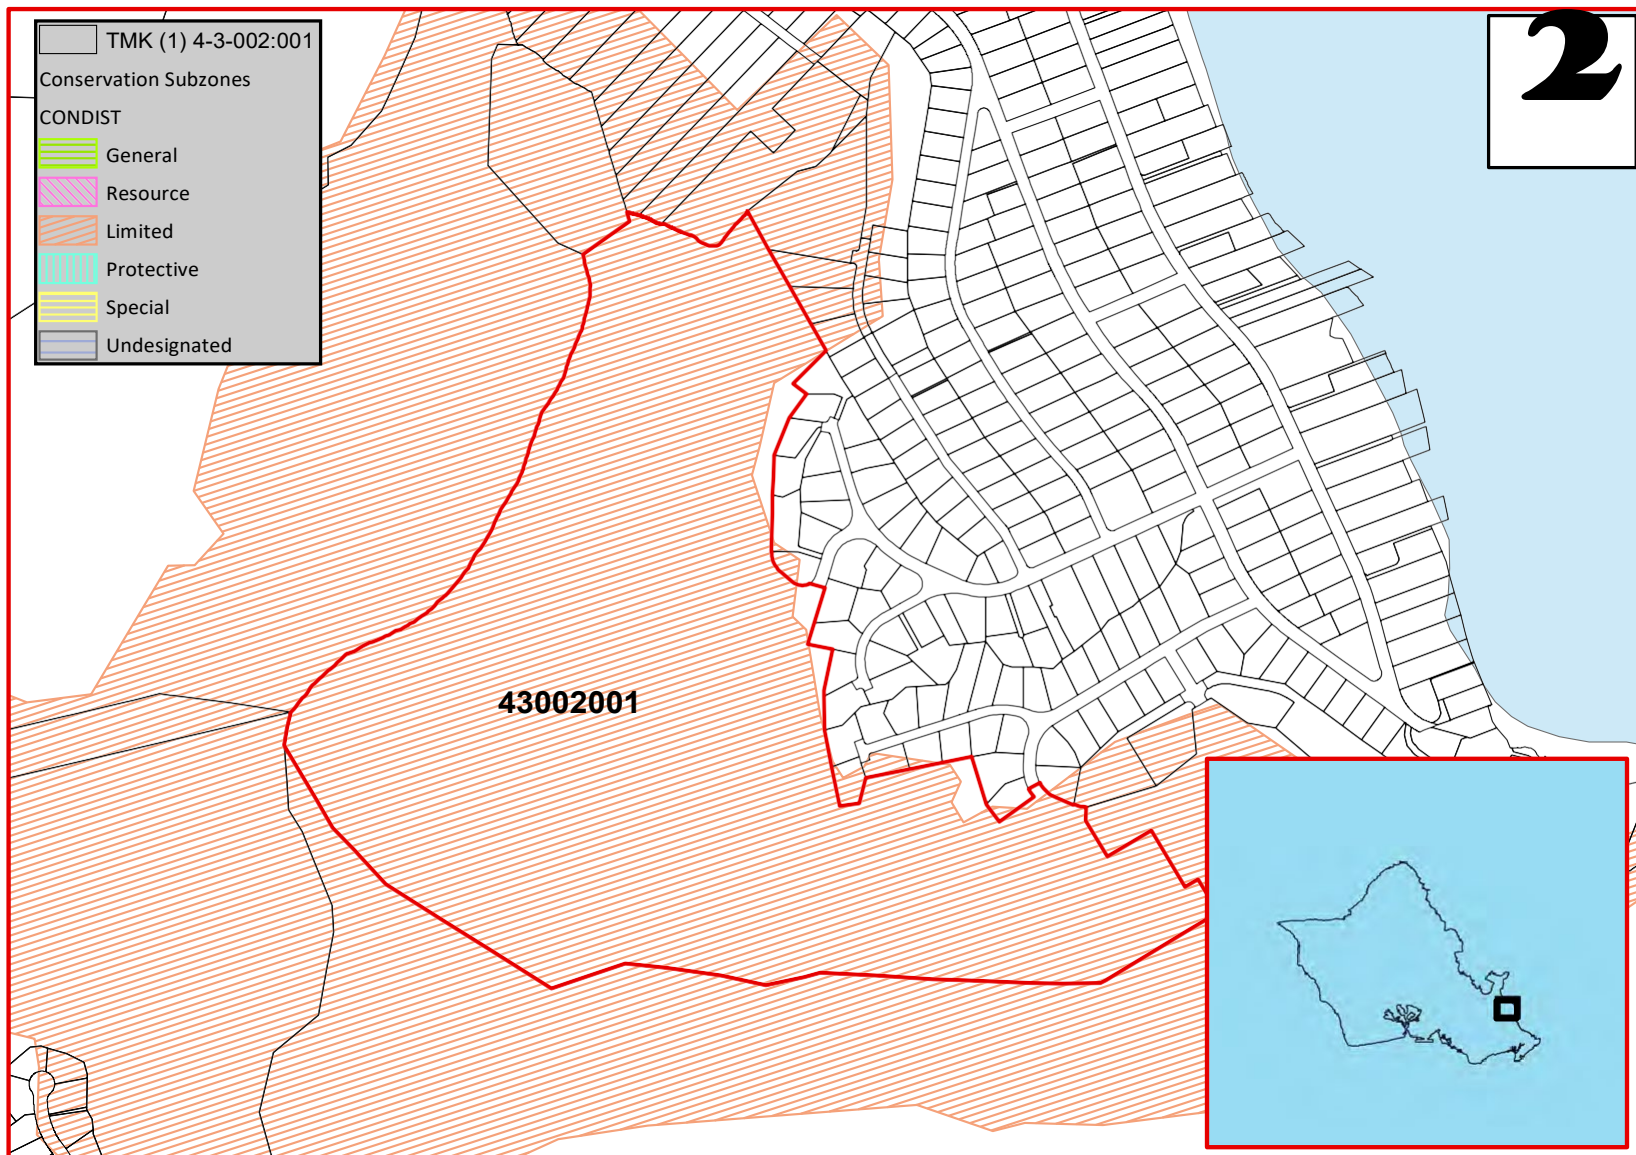 TMK (1) 4-3-002:001
Conservation Subzones
CONDIST
General
Resource
Limited
Protective
Special
Undesignated
2
43002001